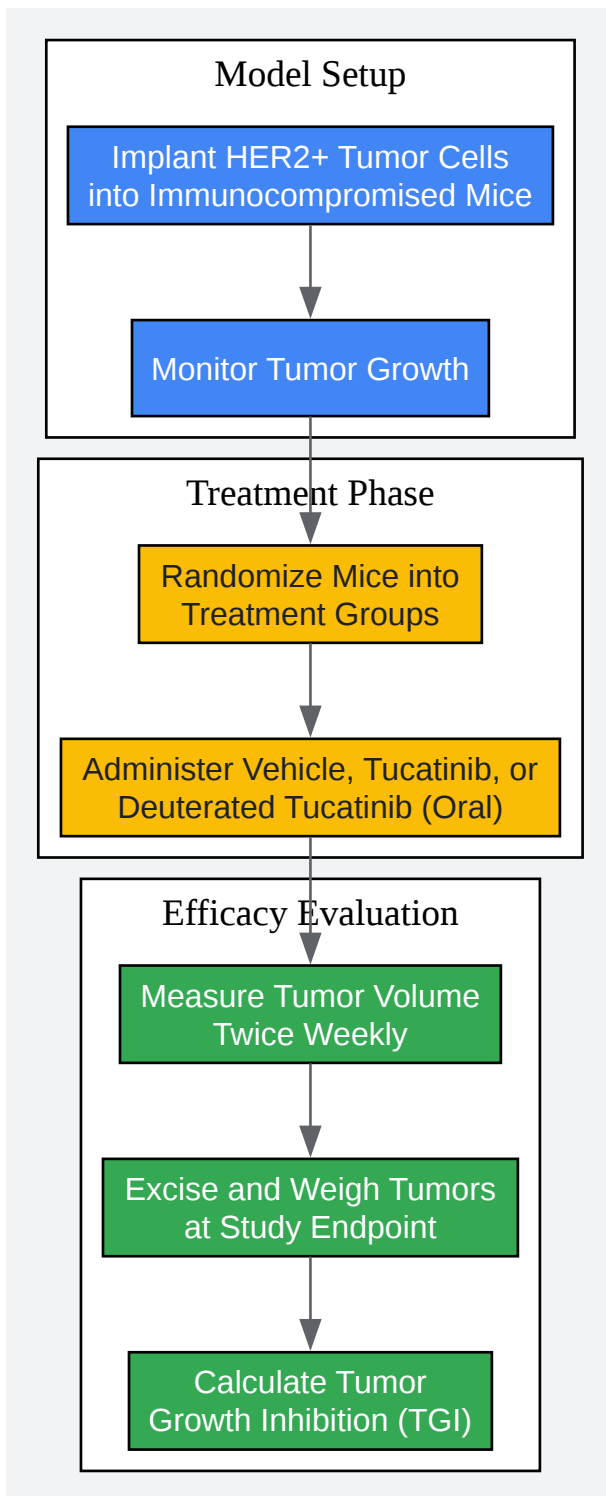 Model Setup
Implant HER2+ Tumor Cells
into Immunocompromised Mice
Monitor Tumor Growth
Treatment Phase
Randomize Mice into
Treatment Groups
Administer Vehicle, Tucatinib, or
Deuterated Tucatinib (Oral)
Efficacy Evaluation
Measure Tumor Volume
Twice Weekly
Excise and Weigh Tumors
at Study Endpoint
Calculate Tumor
Growth Inhibition (TGI)